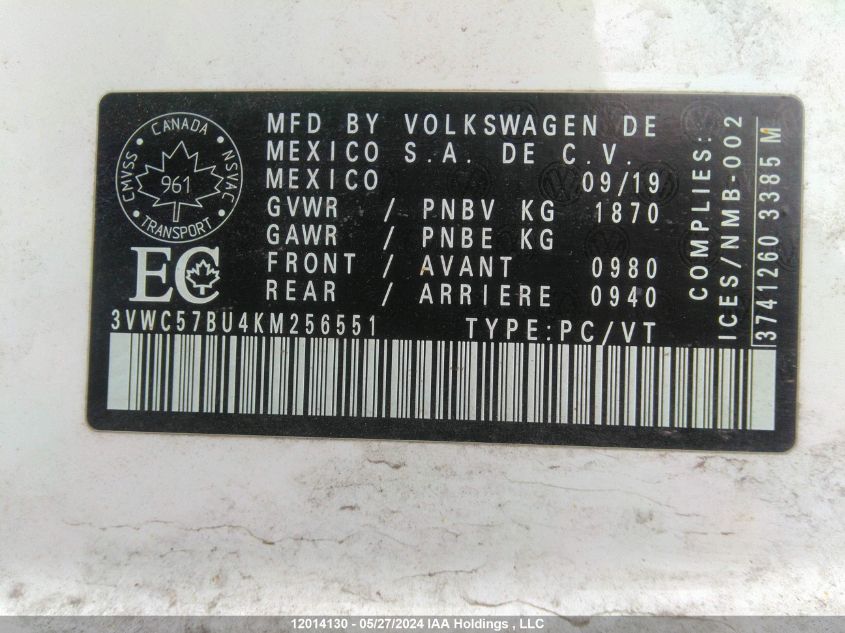 CANADA
CMVSS
NSVAC
961
TRANSPORT
EC
MFD BY VOLKSWAGEN DE
MEXICO S.A. DE C.V.
MEXICO 09/19
GVWR / PNBV KG 1870
GAWR / PNBE KG
FRONT / AVANT 0980
REAR / ARRIERE 0940
3VWC57BU4KM256551 TYPE:PC/VT
COMPLIES:
ICES/NMB-002
3741260 3385 M
12014130 - 05/27/2024 IAA Holdings, LLC